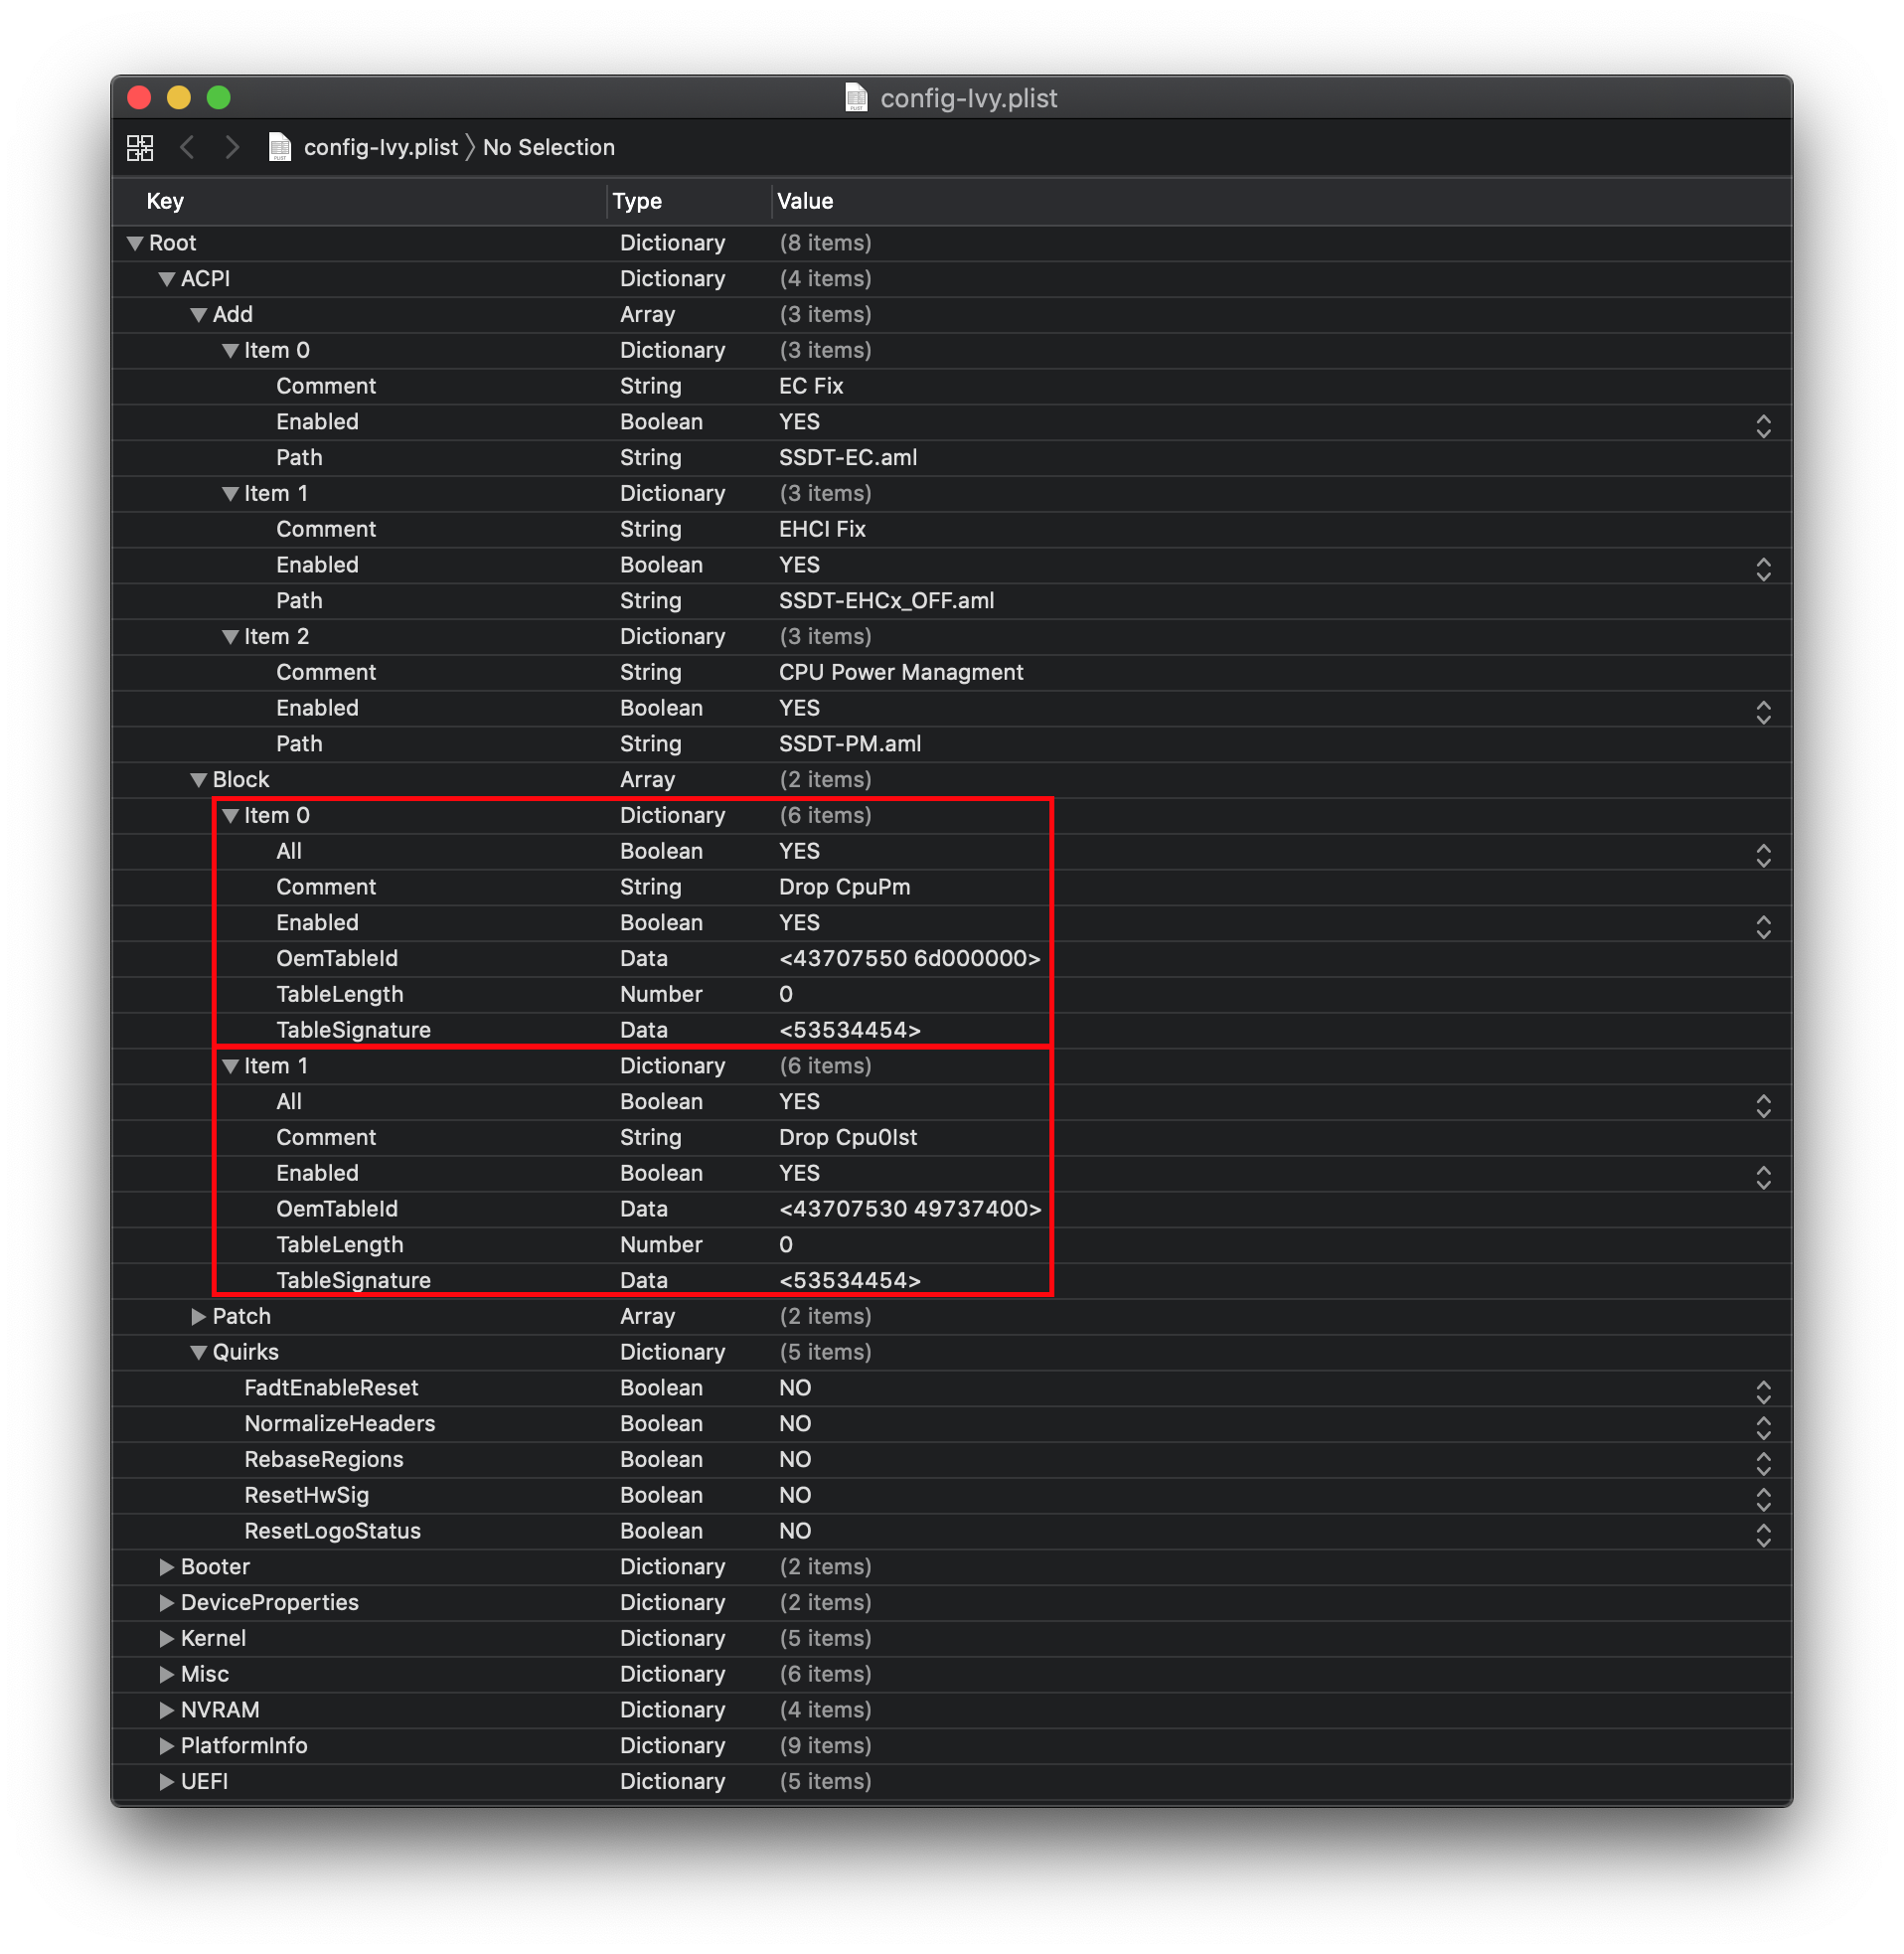 config-Ivy.plist
config-Ivy.plist 〉 No Selection
Key Type Value
Root Dictionary (8 items)
ACPI Dictionary (4 items)
Add Array (3 items)
Item 0 Dictionary (3 items)
Comment String EC Fix
Enabled Boolean YES
Path String SSDT-EC.aml
Item 1 Dictionary (3 items)
Comment String EHCI Fix
Enabled Boolean YES
Path String SSDT-EHCx_OFF.aml
Item 2 Dictionary (3 items)
Comment String CPU Power Managment
Enabled Boolean YES
Path String SSDT-PM.aml
Block Array (2 items)
Item 0 Dictionary (6 items)
All Boolean YES
Comment String Drop CpuPm
Enabled Boolean YES
OemTableId Data <43707550 6d000000>
TableLength Number 0
TableSignature Data <53534454>
Item 1 Dictionary (6 items)
All Boolean YES
Comment String Drop Cpu0Ist
Enabled Boolean YES
OemTableId Data <43707530 49737400>
TableLength Number 0
TableSignature Data <53534454>
Patch Array (2 items)
Quirks Dictionary (5 items)
FadtEnableReset Boolean NO
NormalizeHeaders Boolean NO
RebaseRegions Boolean NO
ResetHwSig Boolean NO
ResetLogoStatus Boolean NO
Booter Dictionary (2 items)
DeviceProperties Dictionary (2 items)
Kernel Dictionary (5 items)
Misc Dictionary (6 items)
NVRAM Dictionary (4 items)
PlatformInfo Dictionary (9 items)
UEFI Dictionary (5 items)